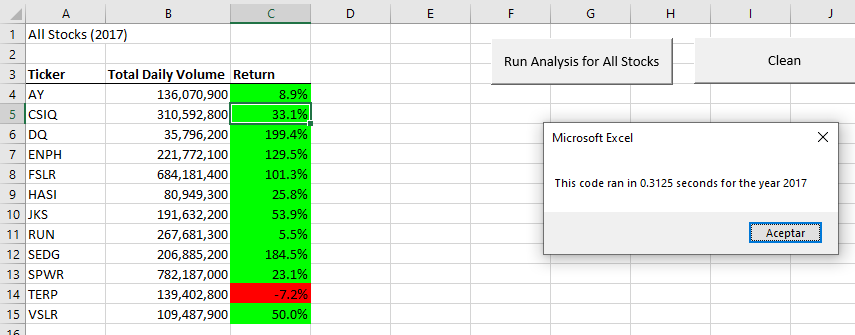 A B C D E F G H I J
1 All Stocks (2017)
2
3 Ticker Total Daily Volume Return
Run Analysis for All Stocks Clean
4 AY 136,070,900 8.9%
5 CSIQ 310,592,800 33.1%
6 DQ 35,796,200 199.4%
7 ENPH 221,772,100 129.5%
8 FSLR 684,181,400 101.3%
9 HASI 80,949,300 25.8%
10 JKS 191,632,200 53.9%
11 RUN 267,681,300 5.5%
12 SEDG 206,885,200 184.5%
13 SPWR 782,187,000 23.1%
14 TERP 139,402,800 -7.2%
15 VSLR 109,487,900 50.0%
16
Microsoft Excel
This code ran in 0.3125 seconds for the year 2017
Aceptar